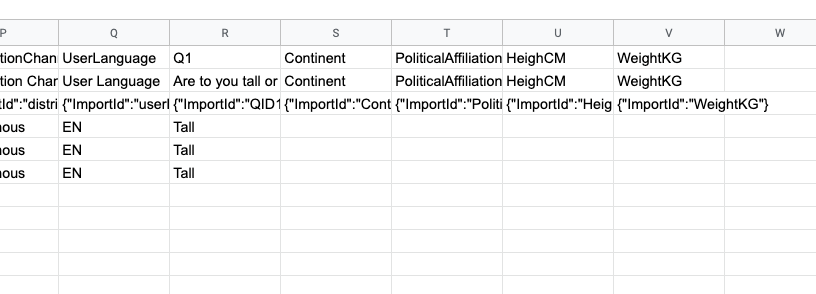 P Q R S T U V W
tionChan UserLanguage Q1 Continent PoliticalAffiliation HeighCM WeightKG
tion Char User Language Are to you tall or Continent PoliticalAffiliation HeighCM WeightKG
tId":"distri {"ImportId":"userl {"ImportId":"QID1 {"ImportId":"Cont {"ImportId":"Politi {"ImportId":"Heig {"ImportId":"WeightKG"}
nous EN Tall
nous EN Tall
nous EN Tall